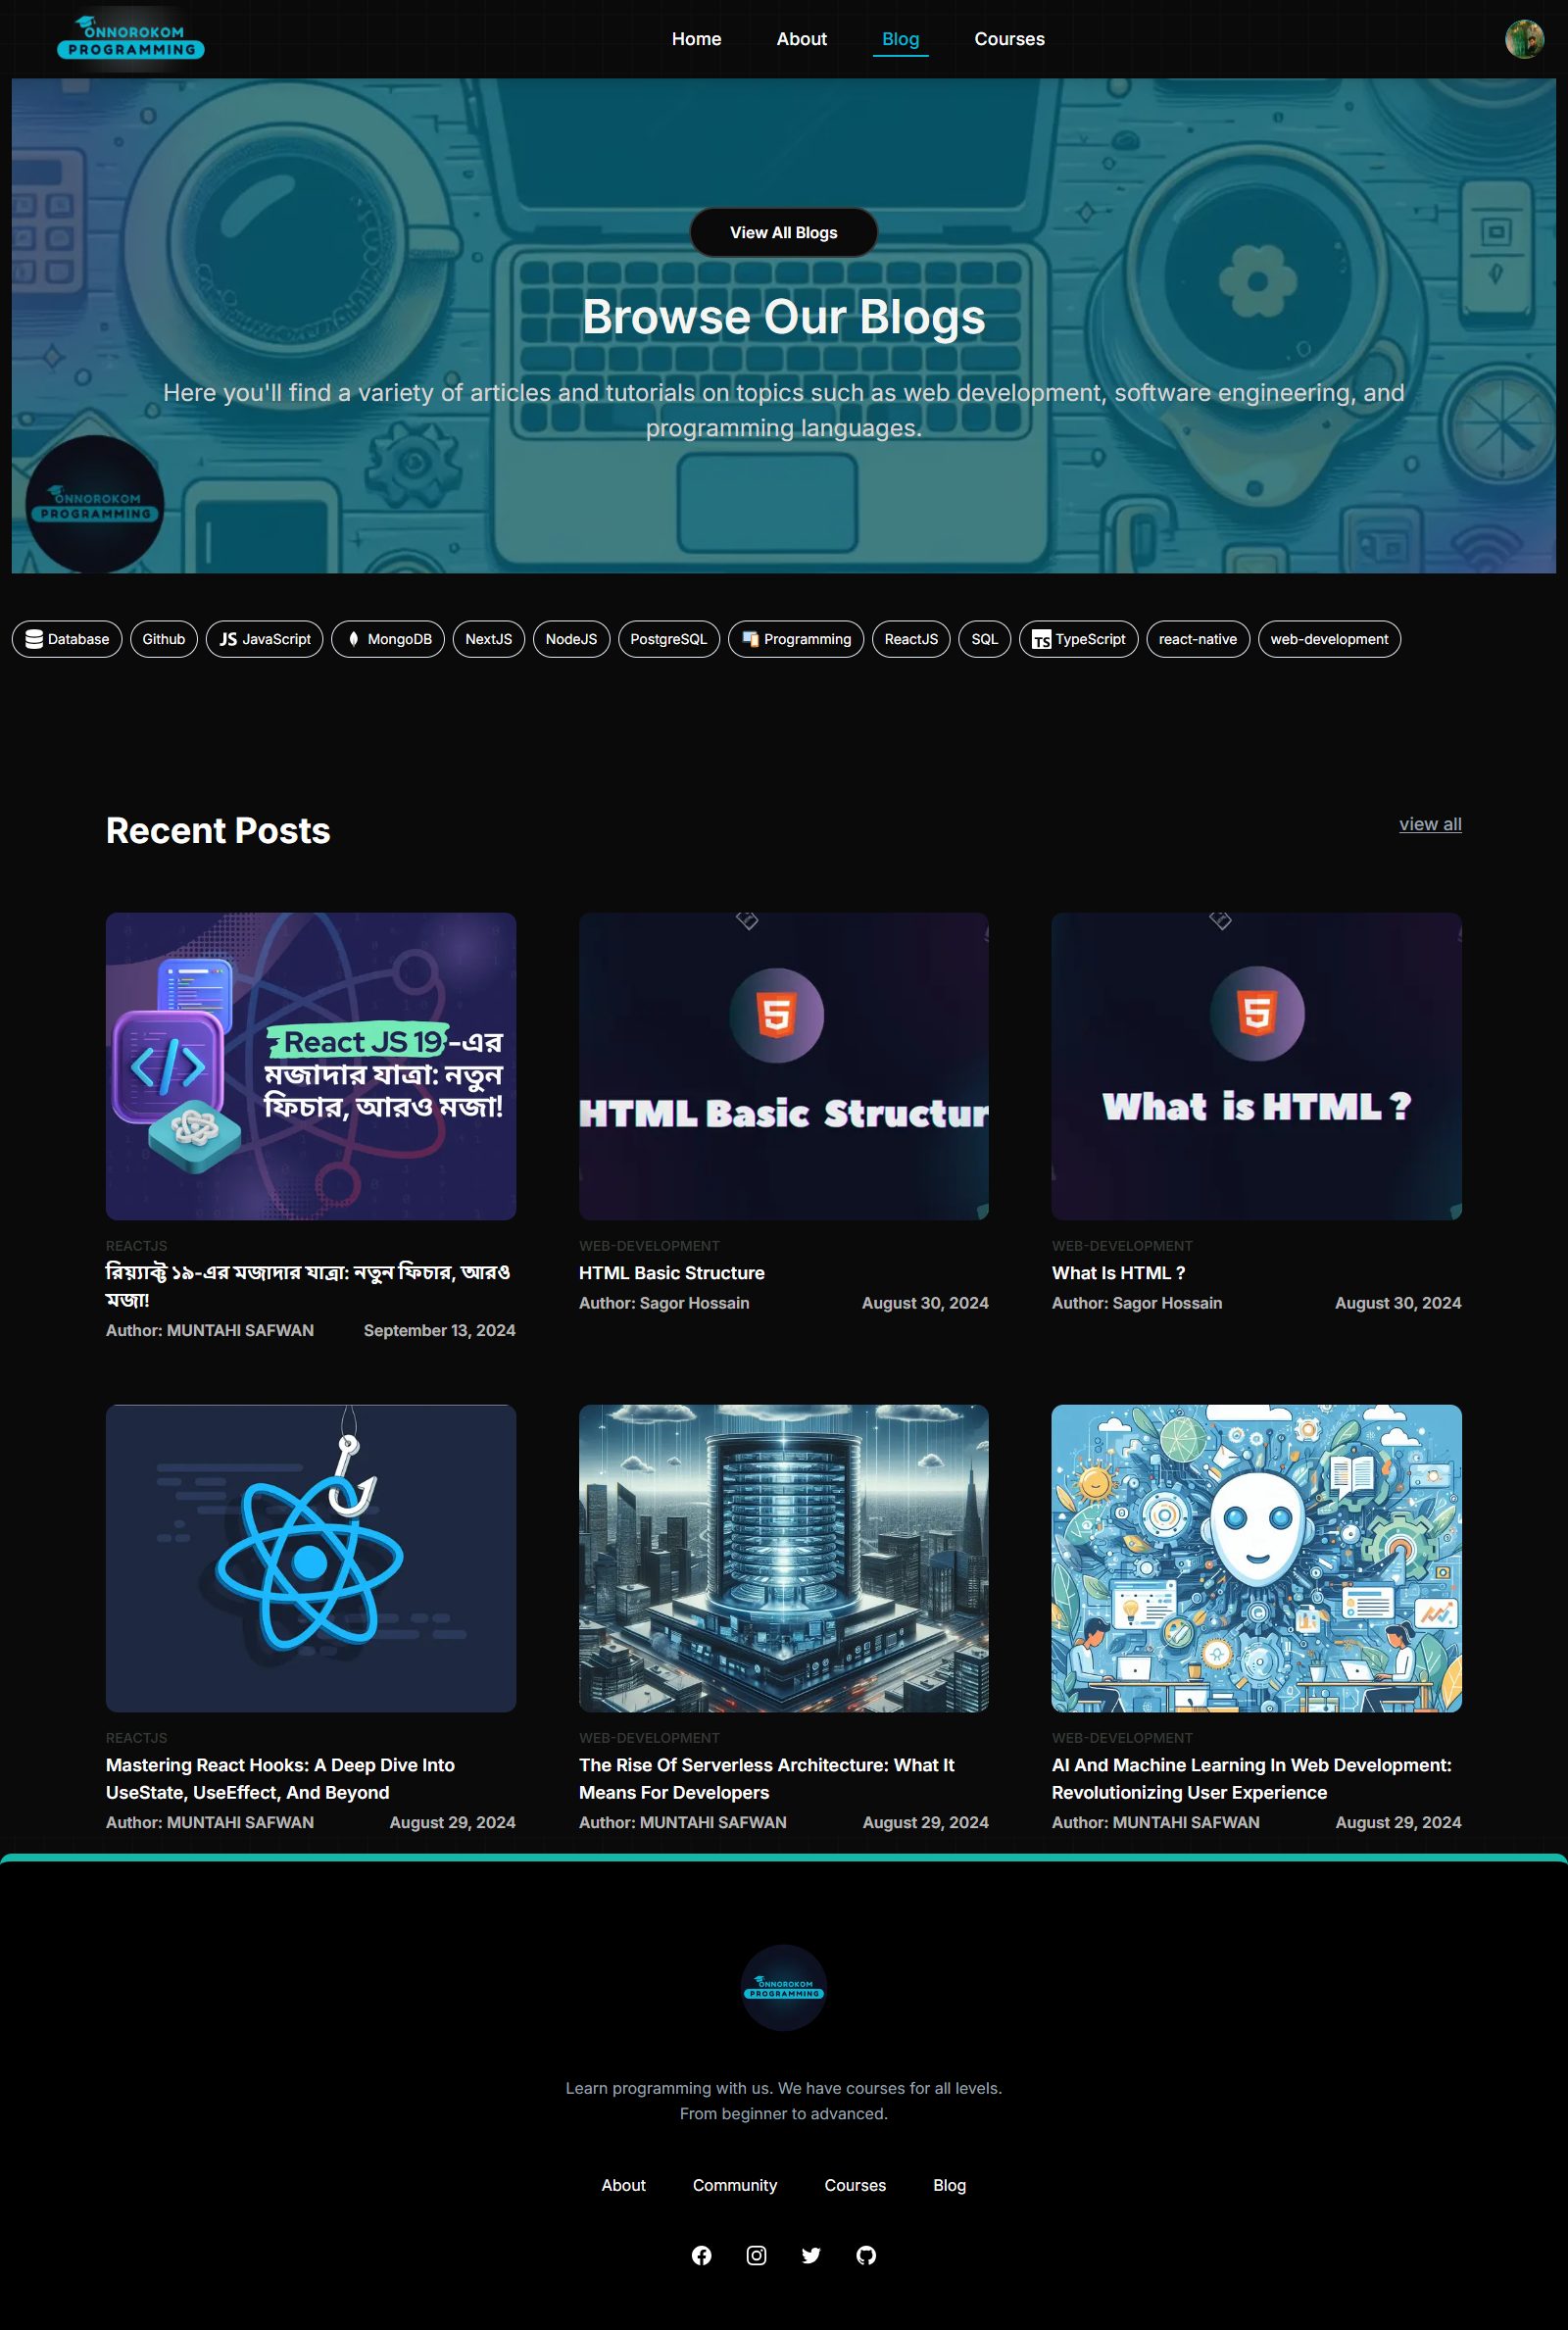 ONNOROKOM
PROGRAMMING
Home
About
Blog
Courses
View All Blogs
Browse Our Blogs
Here you'll find a variety of articles and tutorials on topics such as web development, software engineering, and
programming languages.
ONNOROKOM
PROGRAMMING
Database
Github
JS JavaScript
MongoDB
NextJS
NodeJS
PostgreSQL
Programming
ReactJS
SQL
TS TypeScript
react-native
web-development
Recent Posts
view all
React JS 19-এর
মজাদার যাত্রা: নতুন
ফিচার, আরও মজা!
HTML Basic Structur
What is HTML ?
REACTJS
রিয়্যাক্ট ১৯-এর মজাদার যাত্রা: নতুন ফিচার, আরও
মজা!
Author: MUNTAHI SAFWAN
September 13, 2024
WEB-DEVELOPMENT
HTML Basic Structure
Author: Sagor Hossain
August 30, 2024
WEB-DEVELOPMENT
What Is HTML ?
Author: Sagor Hossain
August 30, 2024
REACTJS
Mastering React Hooks: A Deep Dive Into
UseState, UseEffect, And Beyond
Author: MUNTAHI SAFWAN
August 29, 2024
WEB-DEVELOPMENT
The Rise Of Serverless Architecture: What It
Means For Developers
Author: MUNTAHI SAFWAN
August 29, 2024
WEB-DEVELOPMENT
AI And Machine Learning In Web Development:
Revolutionizing User Experience
Author: MUNTAHI SAFWAN
August 29, 2024
ONNOROKOM
PROGRAMMING
Learn programming with us. We have courses for all levels.
From beginner to advanced.
About
Community
Courses
Blog